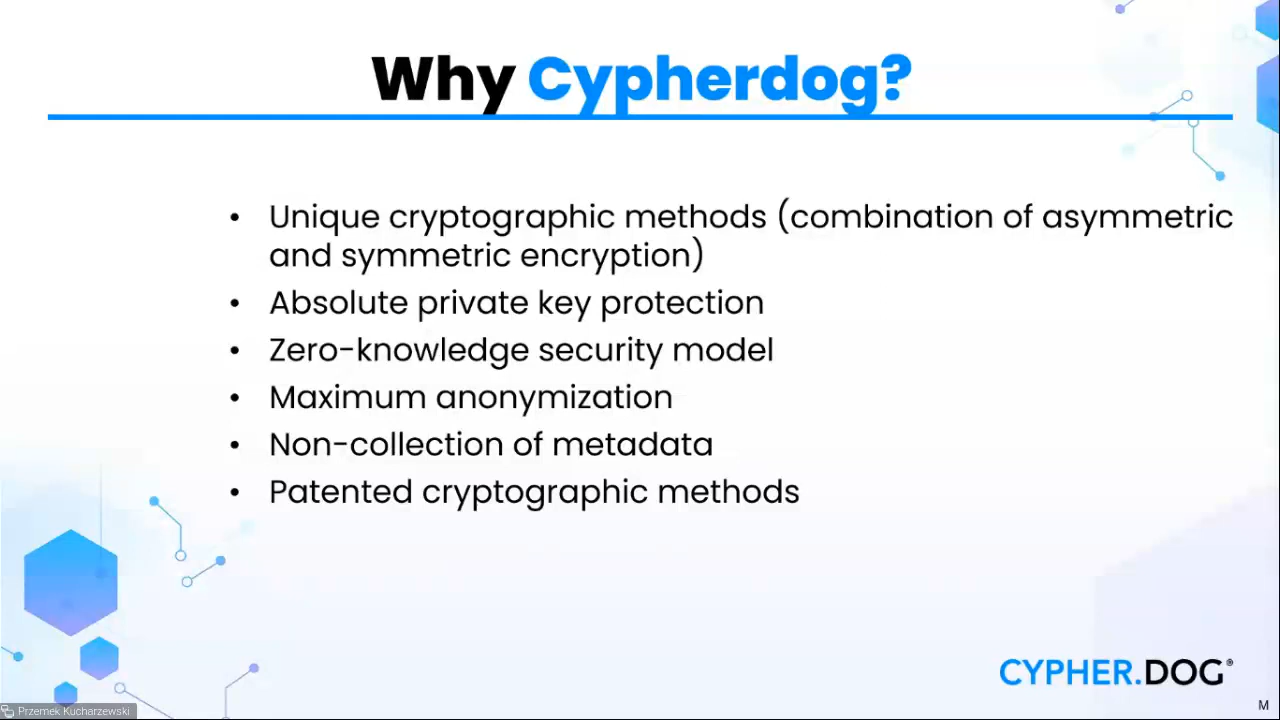 Why Cypherdog?
• Unique cryptographic methods (combination of asymmetric
and symmetric encryption)
• Absolute private key protection
• Zero-knowledge security model
• Maximum anonymization
• Non-collection of metadata
• Patented cryptographic methods
CYPHER.DOG®
Przemek Kucharzewski
M